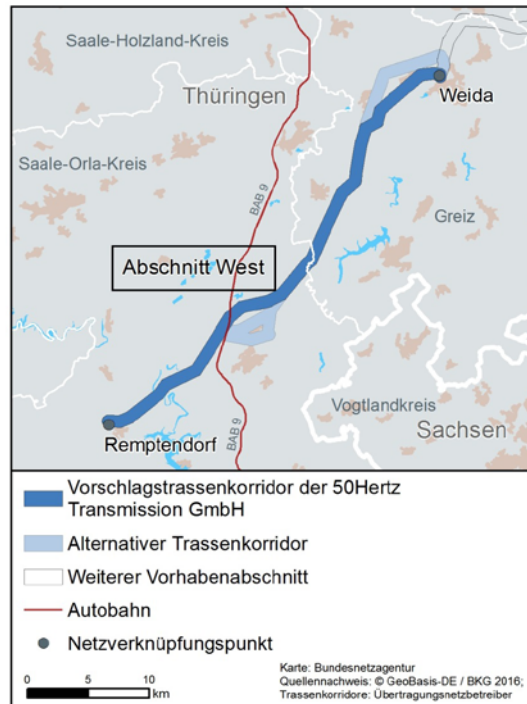 Saale-Holzland-Kreis
Thüringen
Weida
Saale-Orla-Kreis
BAB 9
Greiz
Abschnitt West
Vogtlandkreis
Sachsen
Remptendorf
BAB 9
Vorschlagstrassenkorridor der 50Hertz
Transmission GmbH
Alternativer Trassenkorridor
Weiterer Vorhabenabschnitt
Autobahn
Netzverknüpfungspunkt
0 5 10
km
Karte: Bundesnetzagentur
Quellennachweis: © GeoBasis-DE / BKG 2016;
Trassenkorridore: Übertragungsnetzbetreiber